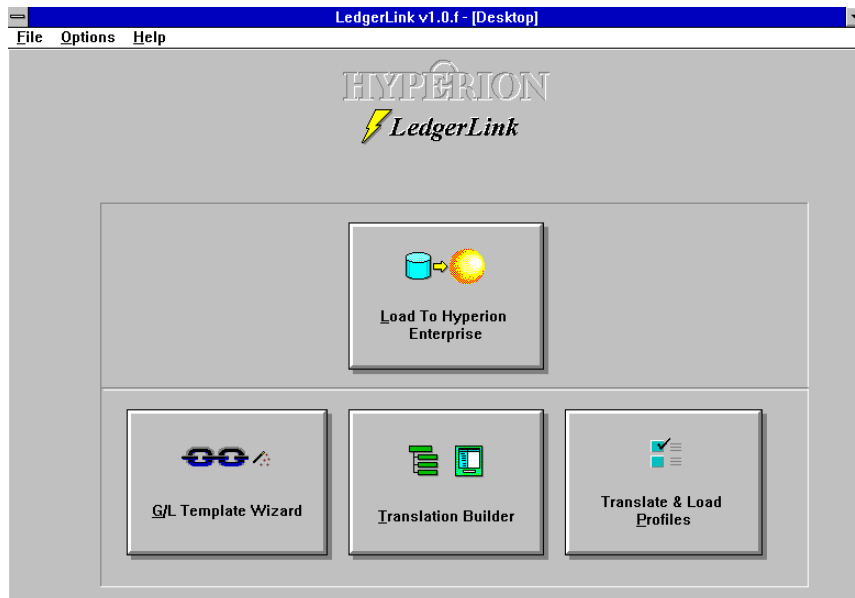 LedgerLink v1.0.f - [Desktop]
File Options Help
HYPERION
LedgerLink
Load To Hyperion
Enterprise
G/L Template Wizard
Translation Builder
Translate & Load
Profiles